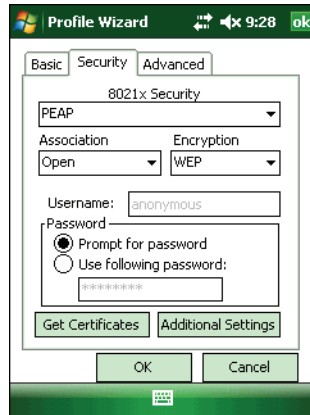 Profile Wizard 9:28 ok
Basic Security Advanced
8021x Security
PEAP
Association Encryption
Open WEP
Username: anonymous
Password
Prompt for password
Use following password:
********
Get Certificates Additional Settings
OK Cancel